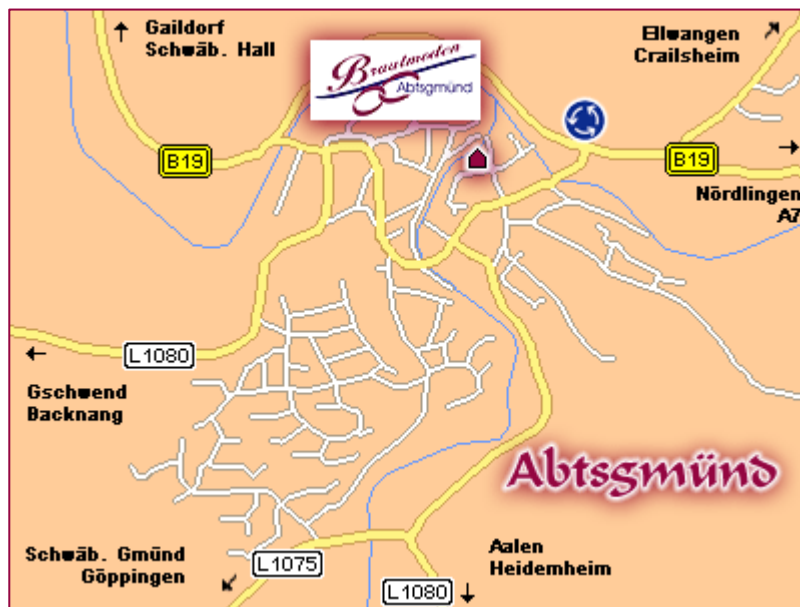 Gaildorf
Schwäb. Hall
Brautmoden
Abtsgmünd
Ellwangen
Crailsheim
B19
B19
Nördlingen
A7
L1080
Gschwend
Backnang
Abtsgmünd
Schwäb. Gmünd
Göppingen
L1075
Aalen
Heidemheim
L1080